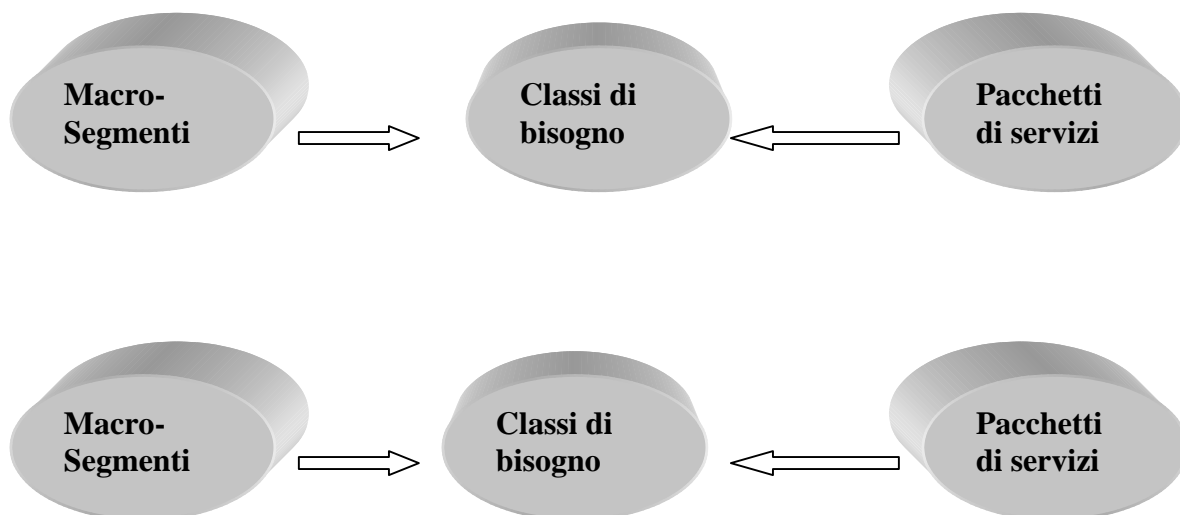 Macro-
Segmenti
Classi di
bisogno
Pacchetti
di servizi
Macro-
Segmenti
Classi di
bisogno
Pacchetti
di servizi